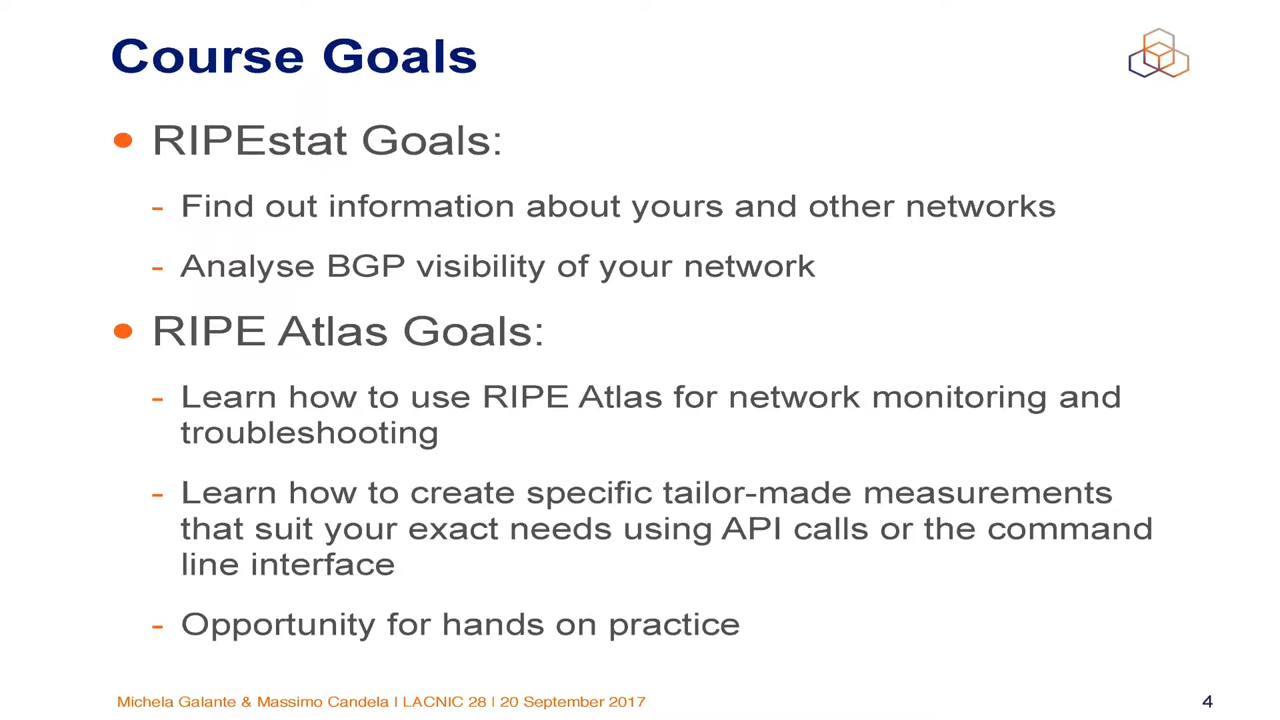 Course Goals
• RIPEstat Goals:
- Find out information about yours and other networks
- Analyse BGP visibility of your network
• RIPE Atlas Goals:
- Learn how to use RIPE Atlas for network monitoring and
troubleshooting
- Learn how to create specific tailor-made measurements
that suit your exact needs using API calls or the command
line interface
- Opportunity for hands on practice
Michela Galante & Massimo Candela | LACNIC 28 | 20 September 2017
4